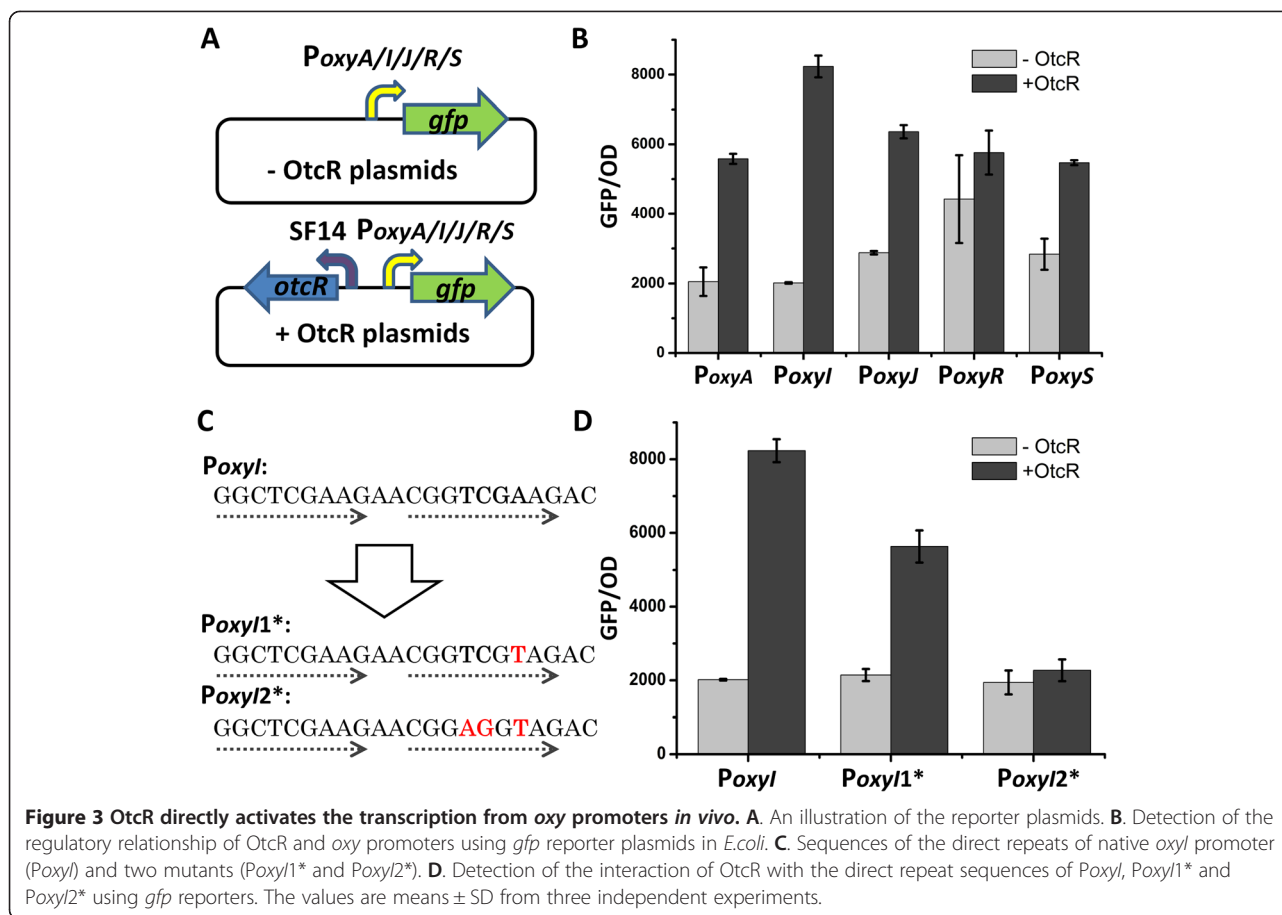 A
PoxyA/I/J/R/S
gfp
- OtcR plasmids
SF14 PoxyA/I/J/R/S
otcR
gfp
+ OtcR plasmids
B
- OtcR
+OtcR
GFP/OD
8000
6000
4000
2000
0
PoxyA PoxyI PoxyJ PoxyR PoxyS
C
PoxyI:
GGCTCGAAGAACGGTCGAAGAC
PoxyI1*:
GGCTCGAAGAACGGTCGTAGAC
PoxyI2*:
GGCTCGAAGAACGGAGGTAGAC
D
- OtcR
+OtcR
GFP/OD
8000
6000
4000
2000
0
PoxyI PoxyI1* PoxyI2*
Figure 3 OtcR directly activates the transcription from oxy promoters in vivo. A. An illustration of the reporter plasmids. B. Detection of the
regulatory relationship of OtcR and oxy promoters using gfp reporter plasmids in E.coli. C. Sequences of the direct repeats of native oxyI promoter
(PoxyI) and two mutants (PoxyI1* and PoxyI2*). D. Detection of the interaction of OtcR with the direct repeat sequences of PoxyI, PoxyI1* and
PoxyI2* using gfp reporters. The values are means ± SD from three independent experiments.